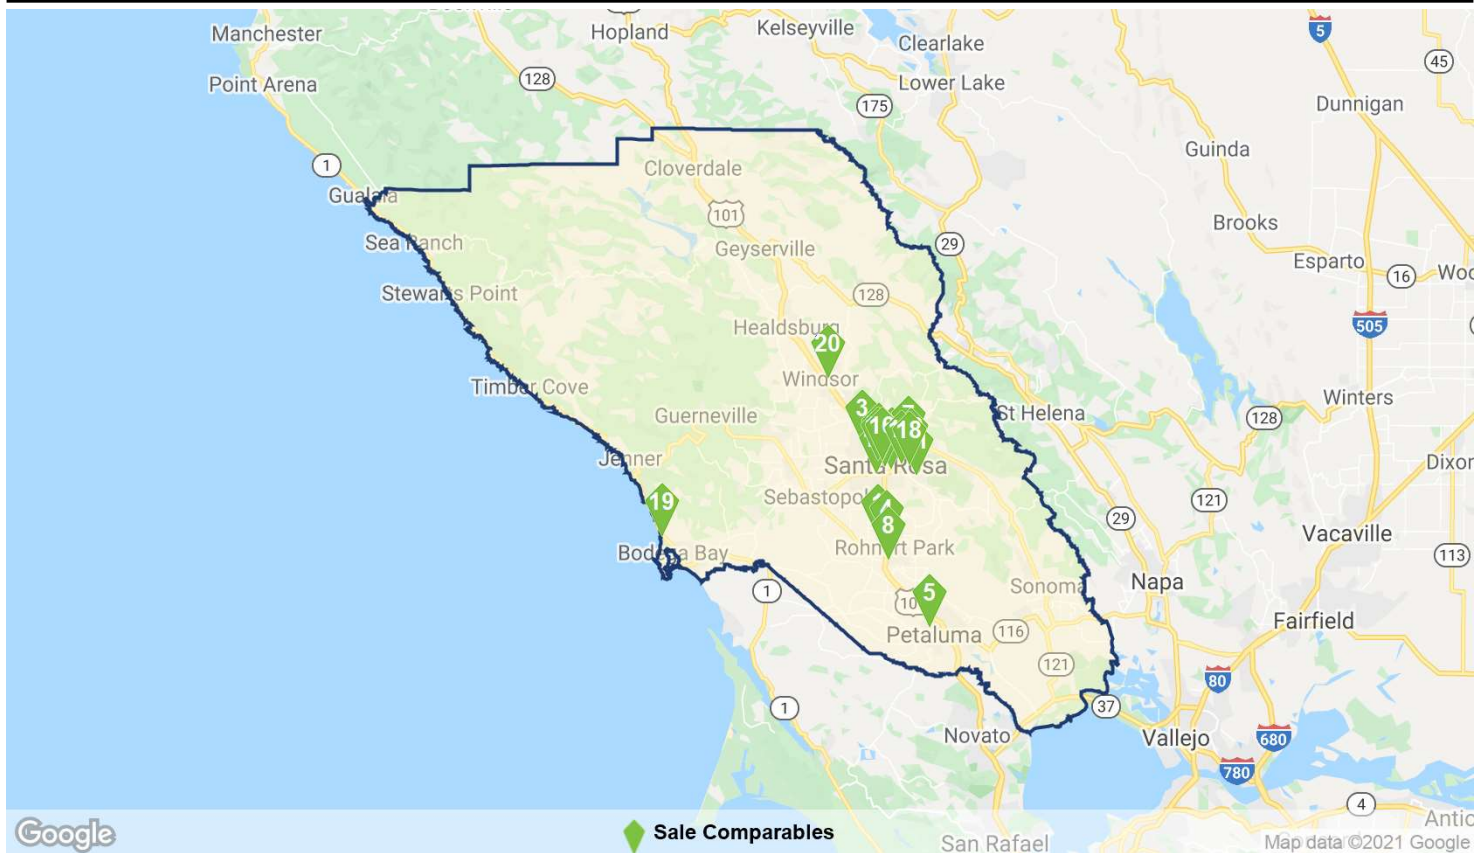 Manchester
Hopland
Kelseyville
Clearlake
5
45
Point Arena
128
Lower Lake
175
Dunnigan
1
Cloverdale
Guinda
Gualala
101
Brooks
Sea Ranch
Geyserville
29
Esparto
16
Stewarts Point
128
505
Healdsburg
20
Timber Cove
Windsor
Winters
Guerneville
3
St Helena
128
16
18
Jenner
Santa Rosa
19
Sebastopol
121
29
Vacaville
8
Bodega Bay
Rohnert Park
113
1
5
Sonoma
Napa
Petaluma
116
Fairfield
121
80
1
37
Novato
Vallejo
680
780
4
Google
Sale Comparables
San Rafael
Map data ©2021 Google